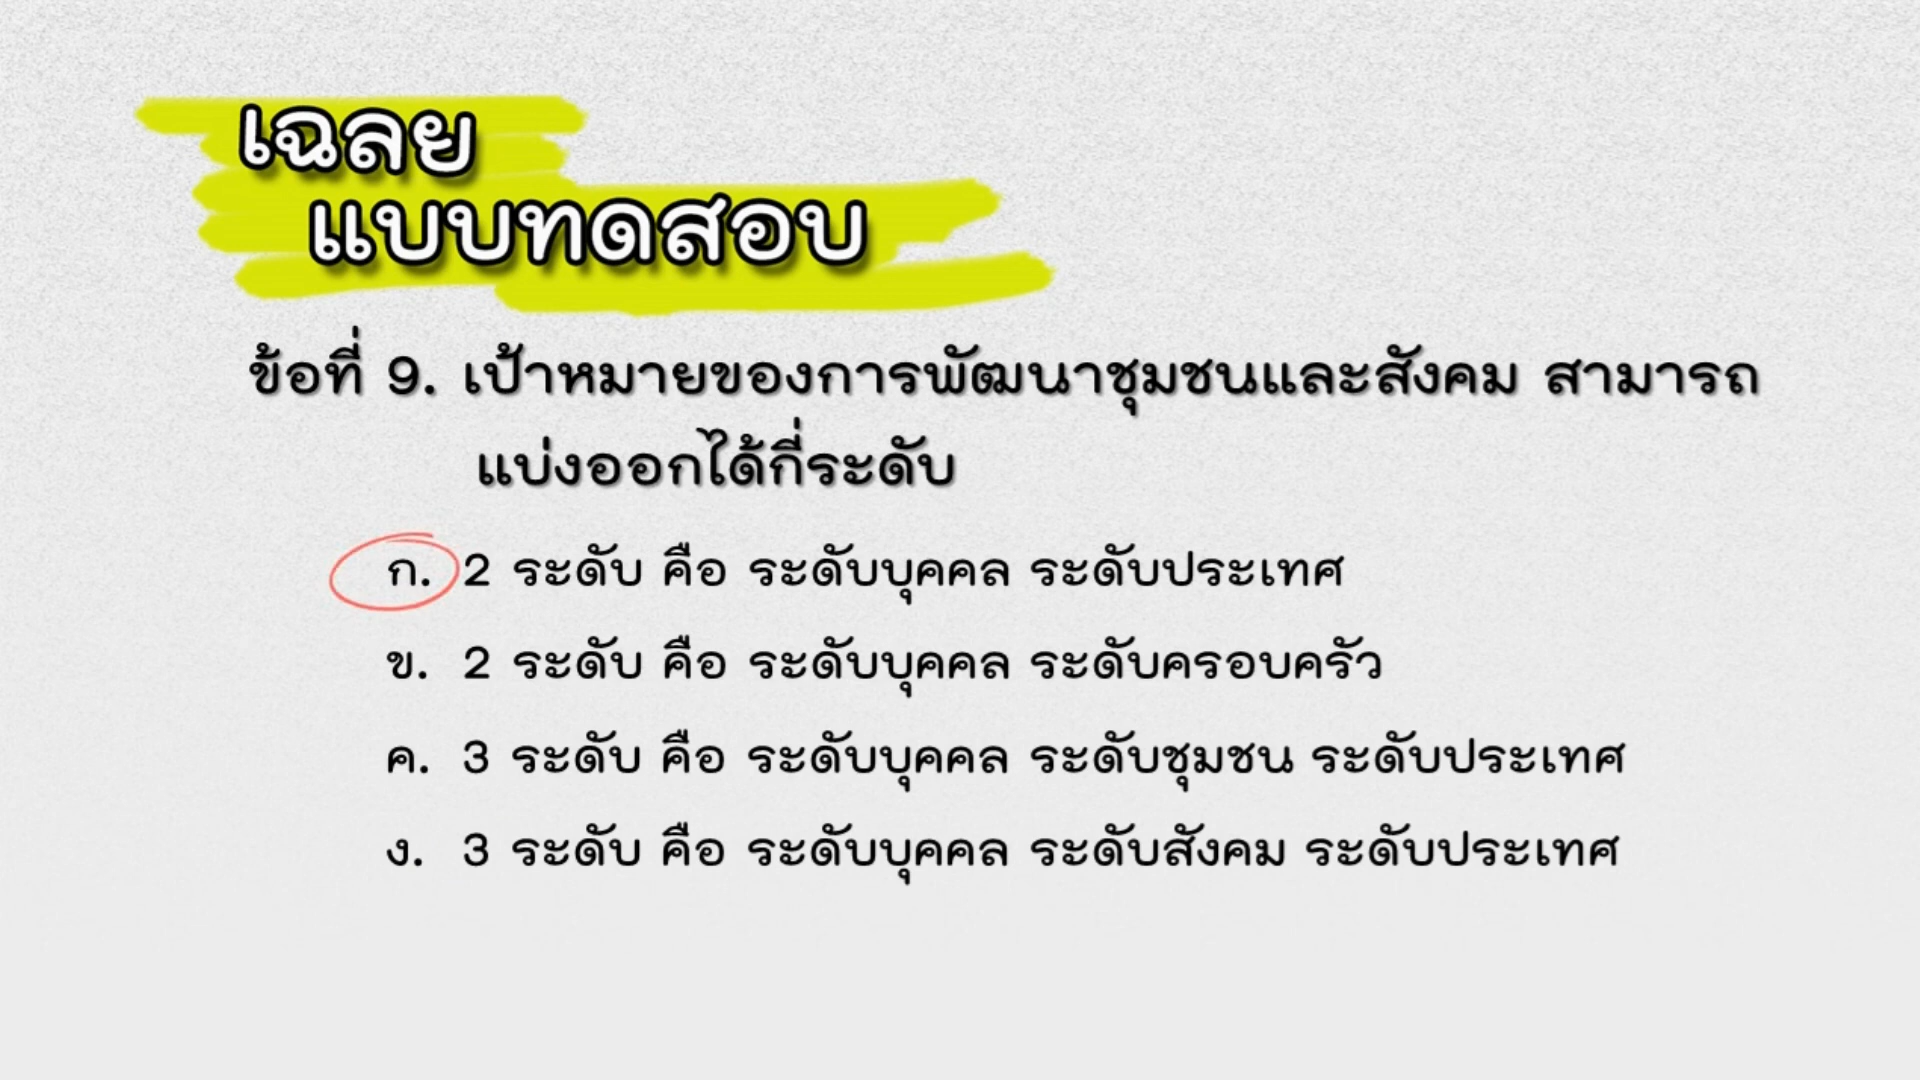 เฉลย
แบบทดสอบ
ข้อที่ 9. เป้าหมายของการพัฒนาชุมชนและสังคม สามารถ
แบ่งออกได้กี่ระดับ
ก. 2 ระดับ คือ ระดับบุคคล ระดับประเทศ
ข. 2 ระดับ คือ ระดับบุคคล ระดับครอบครัว
ค. 3 ระดับ คือ ระดับบุคคล ระดับชุมชน ระดับประเทศ
ง. 3 ระดับ คือ ระดับบุคคล ระดับสังคม ระดับประเทศ